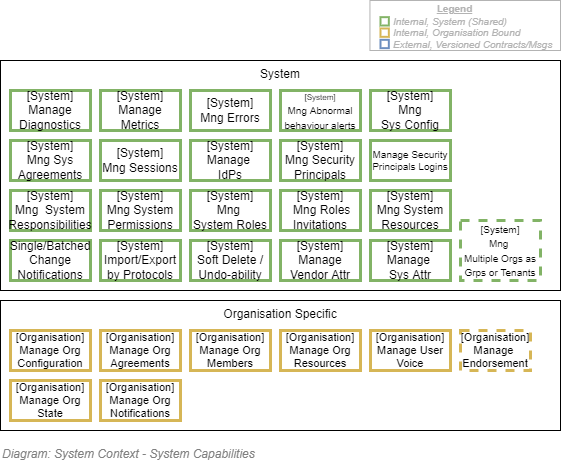 Legend
Internal, System (Shared)
Internal, Organisation Bound
External, Versioned Contracts/Msgs
System
[System]
Manage
Diagnostics
[System]
Manage
Metrics
[System]
Mng Errors
[System]
Mng Abnormal
behaviour alerts
[System]
Mng
Sys Config
[System]
Mng Sys
Agreements
[System]
Mng Sessions
[System]
Manage
IdPs
[System]
Mng Security
Principals
Manage Security
Principals Logins
[System]
Mng System
Responsibilities
[System]
Mng System
Permissions
[System]
Mng
System Roles
[System]
Mng Roles
Invitations
[System]
Mng System
Resources
Single/Batched
Change
Notifications
[System]
Import/Export
by Protocols
[System]
Soft Delete /
Undo-ability
[System]
Manage
Vendor Attr
[System]
Manage
Sys Attr
[System]
Mng
Multiple Orgs as
Grps or Tenants
Organisation Specific
[Organisation]
Manage Org
Configuration
[Organisation]
Manage Org
Agreements
[Organisation]
Manage Org
Members
[Organisation]
Manage Org
Resources
[Organisation]
Manage User
Voice
[Organisation]
Manage
Endorsement
[Organisation]
Manage Org
State
[Organisation]
Manage Org
Notifications
Diagram: System Context - System Capabilities